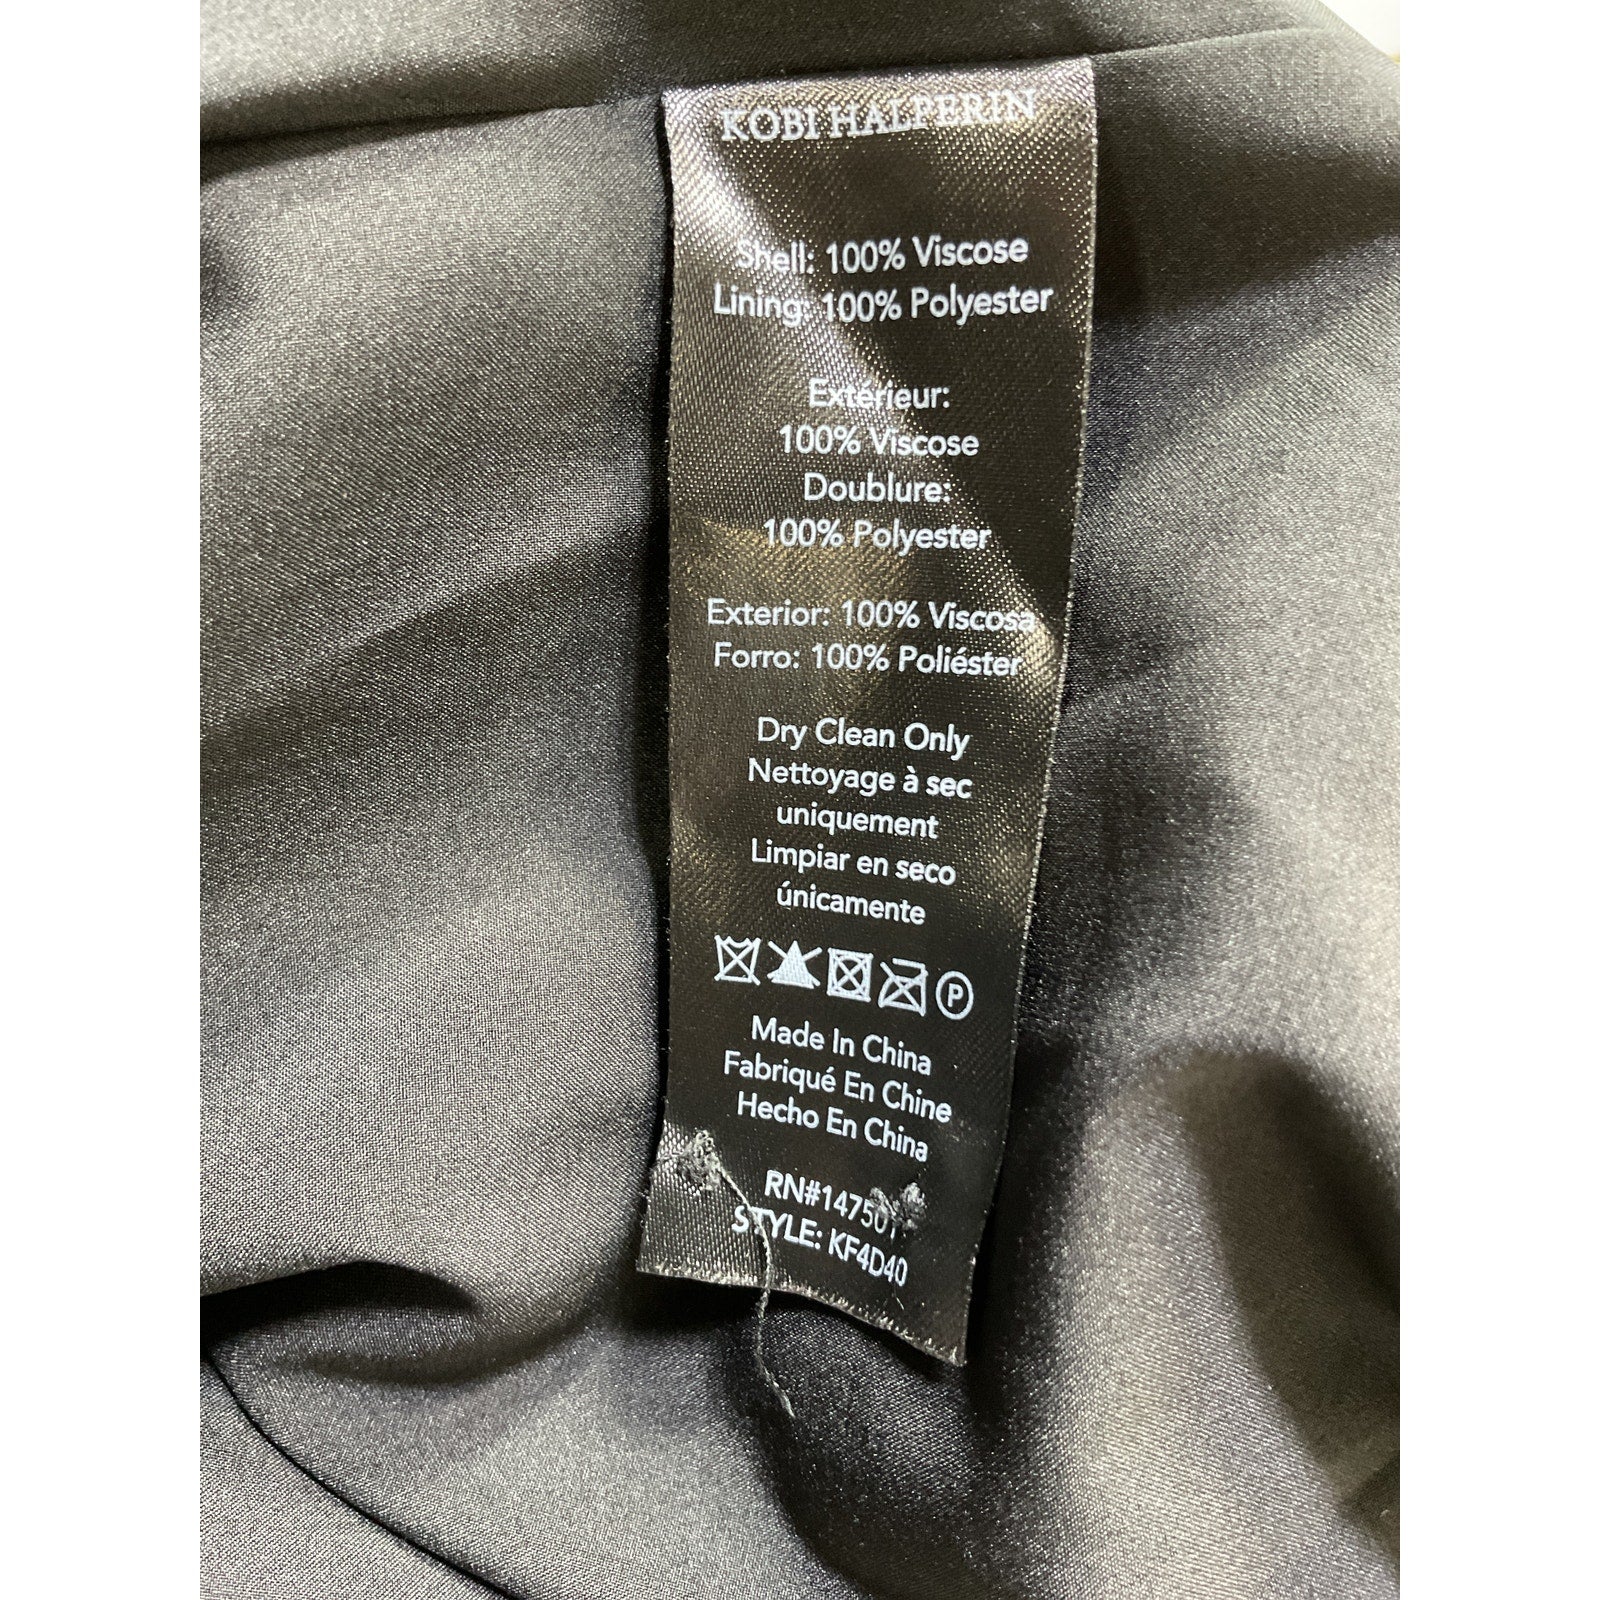 KOBI HALPERIN
Shell: 100% Viscose
Lining: 100% Polyester
Extérieur:
100% Viscose
Doublure:
100% Polyester
Exterior: 100% Viscosa
Forro: 100% Poliéster
Dry Clean Only
Nettoyage à sec
uniquement
Limpiar en seco
únicamente
P
Made In China
Fabriqué En Chine
Hecho En China
STYLE: KF4D40